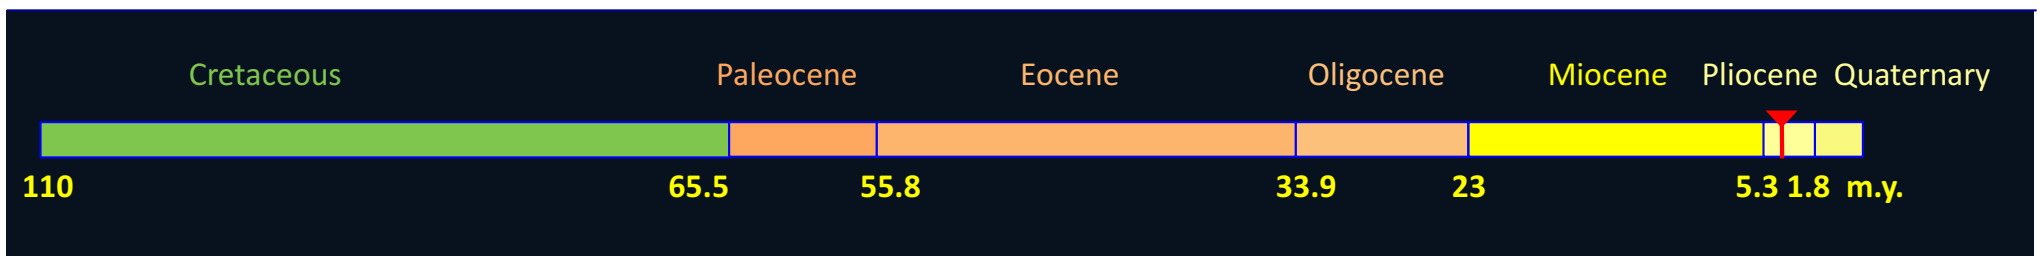 Cretaceous Paleocene Eocene Oligocene Miocene Pliocene Quaternary
110 65.5 55.8 33.9 23 5.3 1.8 m.y.